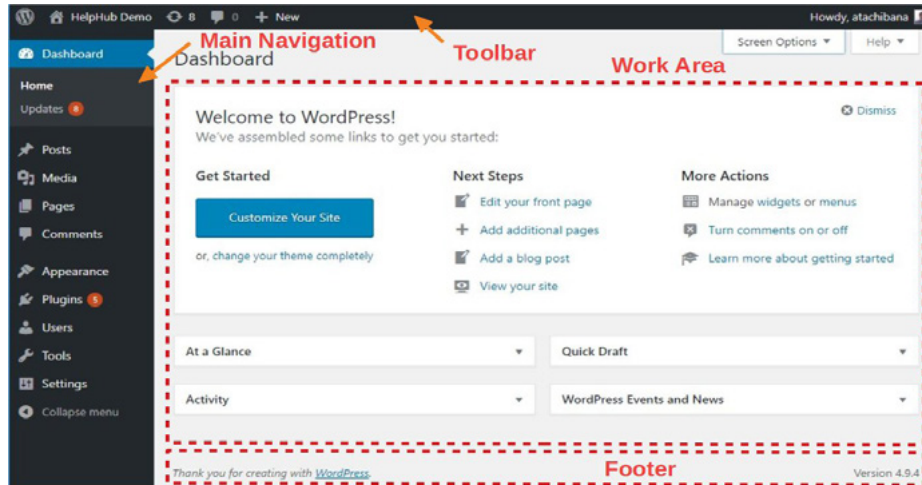 HelpHub Demo 8 0 + New Howdy, atachibana
Main Navigation
Toolbar
Screen Options ▼ Help ▼
Dashboard
Dashboard
Work Area
Home
Updates 8
Posts
Media
Pages
Comments
Appearance
Plugins 5
Users
Tools
Settings
Collapse menu
Welcome to WordPress!
We've assembled some links to get you started:
Dismiss
Get Started
Customize Your Site
or, change your theme completely
Next Steps
Edit your front page
Add additional pages
Add a blog post
View your site
More Actions
Manage widgets or menus
Turn comments on or off
Learn more about getting started
At a Glance
Quick Draft
Activity
WordPress Events and News
Thank you for creating with WordPress.
Footer
Version 4.9.4